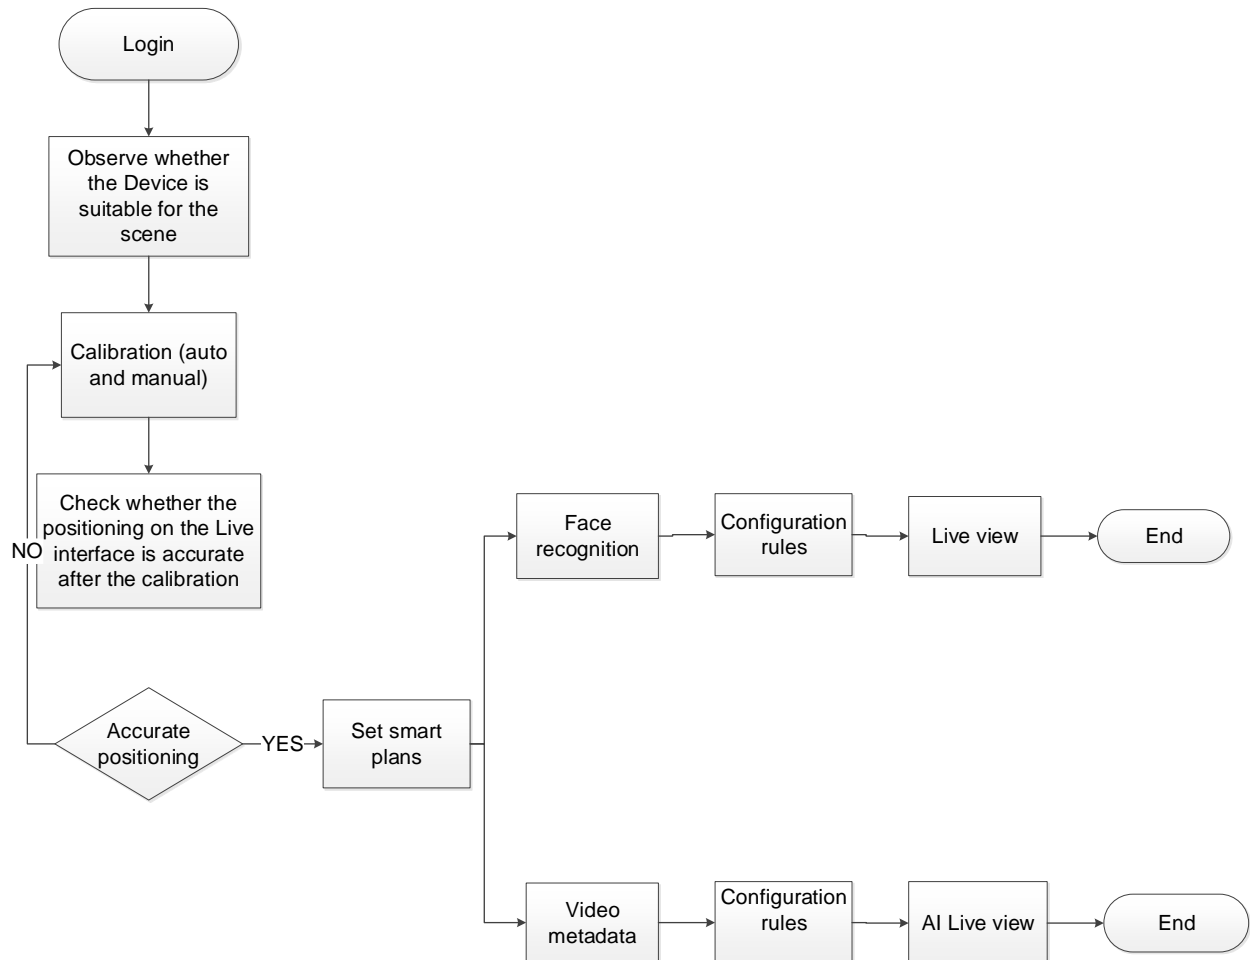 Login
Observe whether
the Device is
suitable for the
scene
Calibration (auto
and manual)
Check whether the
positioning on the Live
interface is accurate
after the calibration
NO
Accurate
positioning
YES
Set smart
plans
Face
recognition
Configuration
rules
Live view
End
Video
metadata
Configuration
rules
AI Live view
End